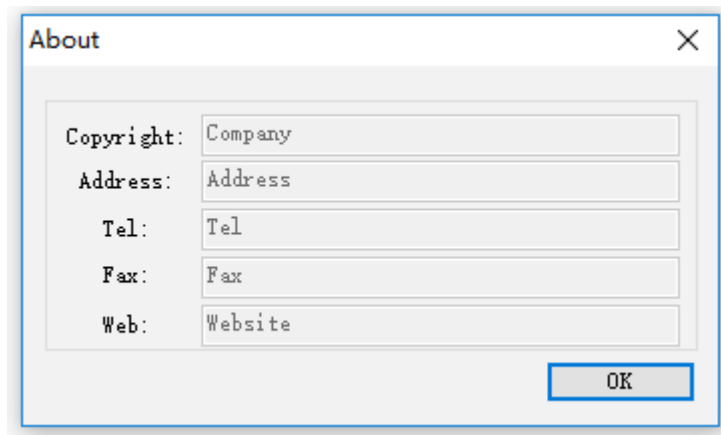 About
Copyright: Company
Address: Address
Tel: Tel
Fax: Fax
Web: Website
OK